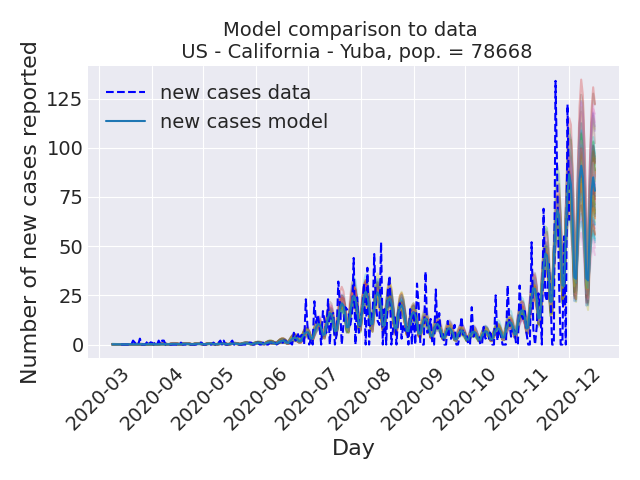 Model comparison to data
US - California - Yuba, pop. = 78668
Number of new cases reported
125
100
75
50
25
0
new cases data
new cases model
2020-03
2020-04
2020-05
2020-06
2020-07
2020-08
2020-09
2020-10
2020-11
2020-12
Day